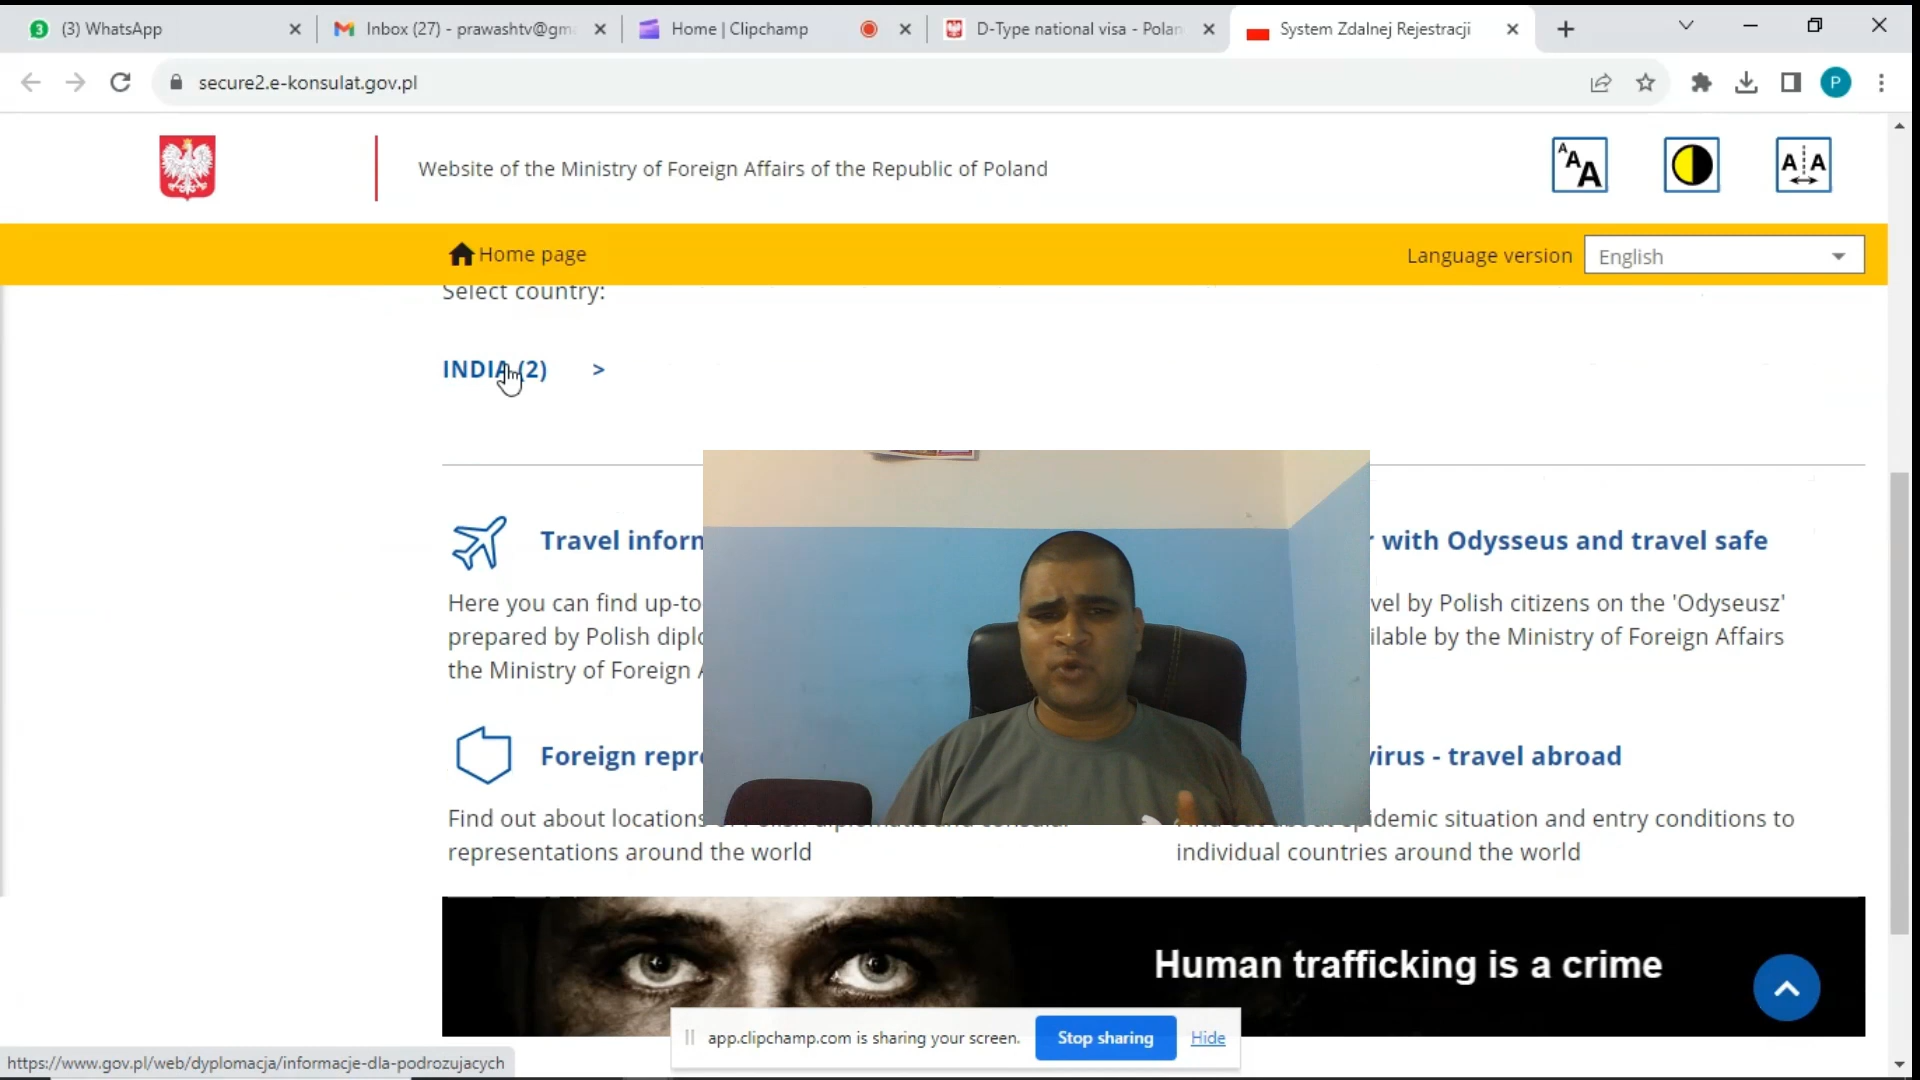 (3) WhatsApp
Inbox (27) - prawashtv@gm
Home | Clipchamp
D-Type national visa - Polan
System Zdalnej Rejestracji
secure2.e-konsulat.gov.pl
P
Website of the Ministry of Foreign Affairs of the Republic of Poland
A A A
A A
Home page
Language version
English
Select country:
INDIA (2) >
Travel inforn
r with Odysseus and travel safe
Here you can find up-to
vel by Polish citizens on the 'Odyseusz'
prepared by Polish diplo
ilable by the Ministry of Foreign Affairs
the Ministry of Foreign A
Foreign repre
virus - travel abroad
Find out about locations
epidemic situation and entry conditions to
representations around the world
individual countries around the world
Human trafficking is a crime
app.clipchamp.com is sharing your screen.
Stop sharing
Hide
https://www.gov.pl/web/dyplomacja/informacje-dla-podrozujacych